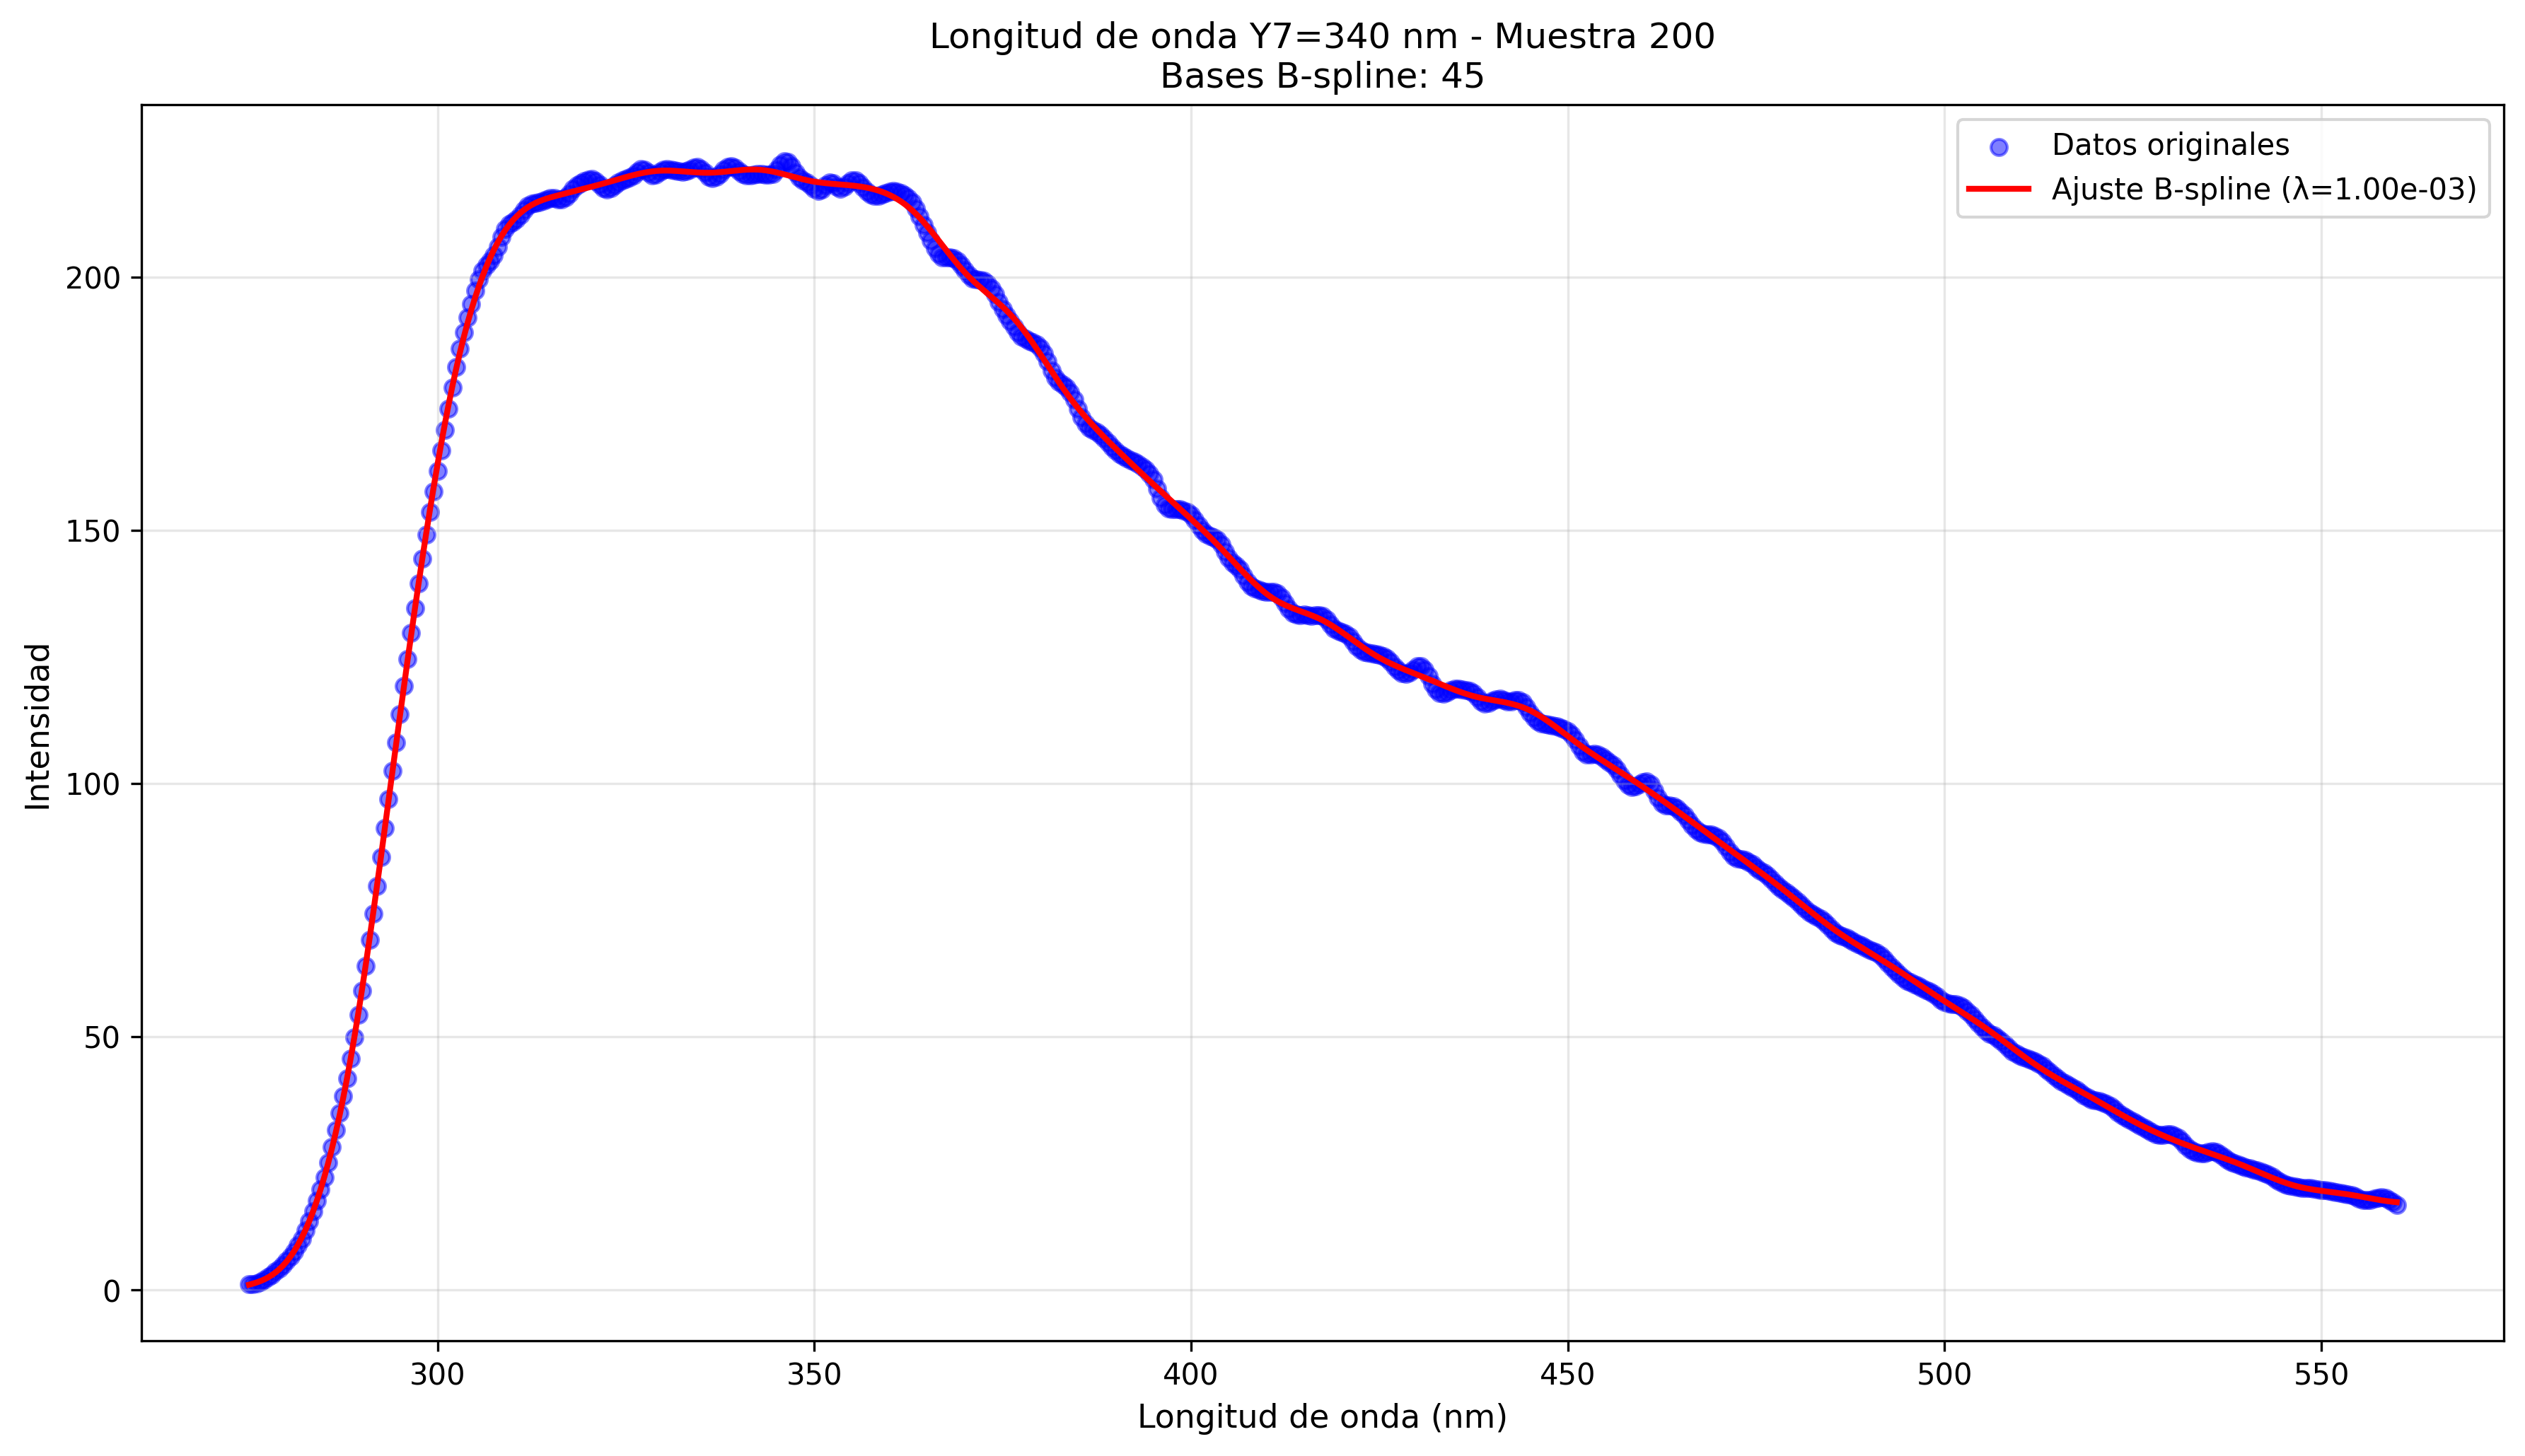 Longitud de onda Y7=340 nm - Muestra 200
Bases B-spline: 45
Datos originales
Ajuste B-spline (λ=1.00e-03)
Intensidad
200
150
100
50
0
300 350 400 450 500 550
Longitud de onda (nm)